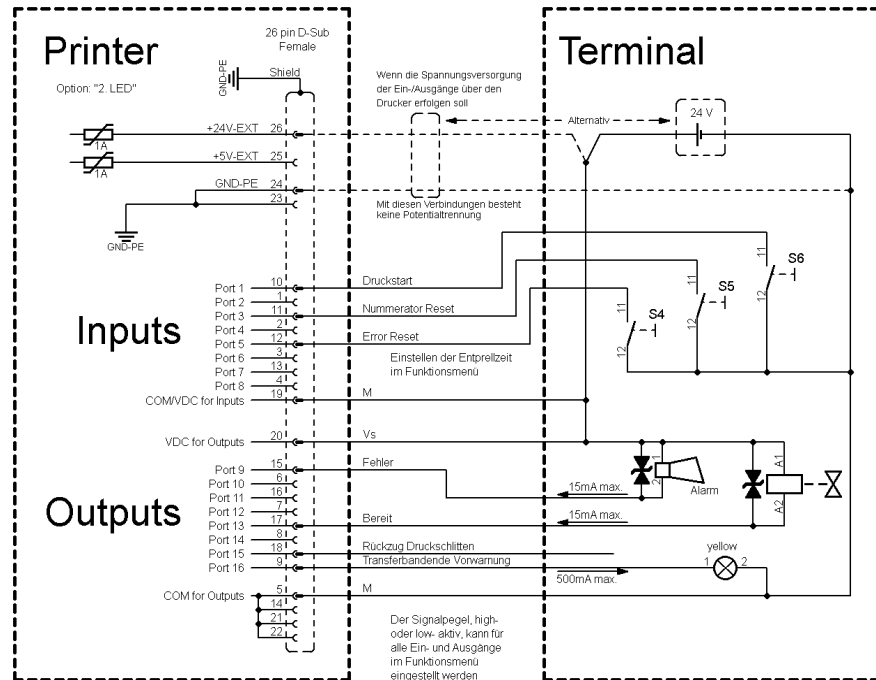 Printer
26 pin D-Sub
Female
Terminal
Option: "2. LED"
GND-PE
Shield
Wenn die Spannungsversorgung
der Ein-/Ausgänge über den
Drucker erfolgen soll
Alternativ
24 V
+24V-EXT 26
1A
+5V-EXT 25
1A
GND-PE 24
23
GND-PE
Mit diesen Verbindungen besteht
keine Potentialtrennung
Inputs
Port 1 10 Druckstart
Port 2 1
Port 3 11 Nummerator Reset
Port 4 2
Port 5 12 Error Reset
Port 6 3
Port 7 13
Port 8 4
COM/VDC for Inputs 19 M
Einstellen der Entprellzeit
im Funktionsmenü
11 S4 12
11 S5 12
11 S6 12
VDC for Outputs 20 Vs
Outputs
Port 9 15 Fehler
Port 10 6
Port 11 16
Port 12 7
Port 13 17 Bereit
Port 14 8
Port 15 18 Rückzug Druckschlitten
Port 16 9 Transferbandende Vorwarnung
COM for Outputs 5 M
14
21
22
15mA max.
1 2
Alarm
A1
A2
15mA max.
500mA max.
yellow
1 2
Der Signalpegel, high-
oder low- aktiv, kann für
alle Ein- und Ausgänge
im Funktionsmenü
eingestellt werden